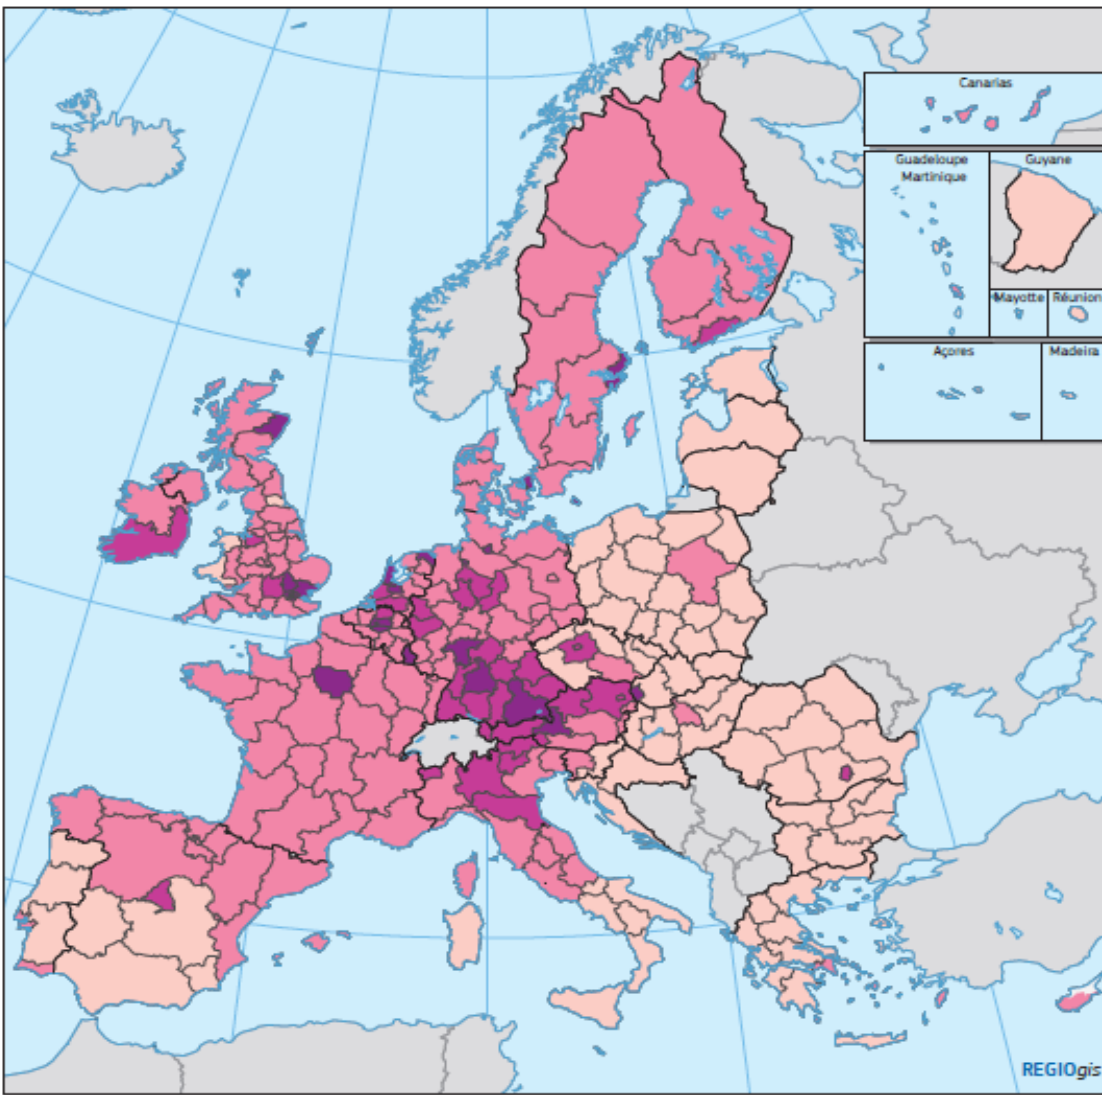 Canarias
Guadeloupe
Martinique
Guyane
Mayotte
Réunion
Açores
Madeira
REGIOgis